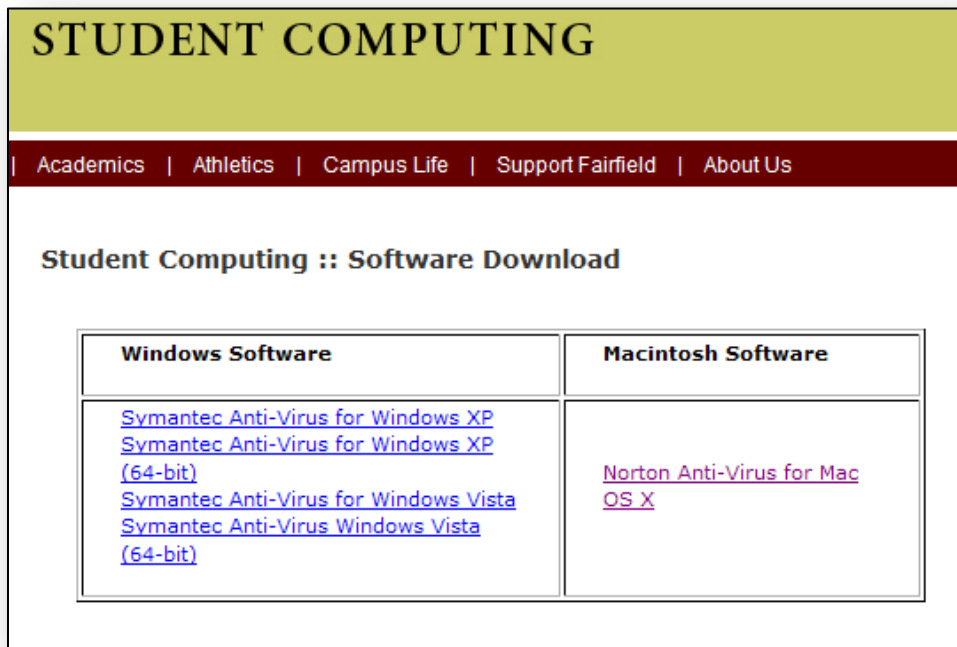 STUDENT COMPUTING
| Academics | Athletics | Campus Life | Support Fairfield | About Us
Student Computing :: Software Download
Windows Software
Macintosh Software
Symantec Anti-Virus for Windows XP
Symantec Anti-Virus for Windows XP
(64-bit)
Symantec Anti-Virus for Windows Vista
Symantec Anti-Virus Windows Vista
(64-bit)
Norton Anti-Virus for Mac
OS X